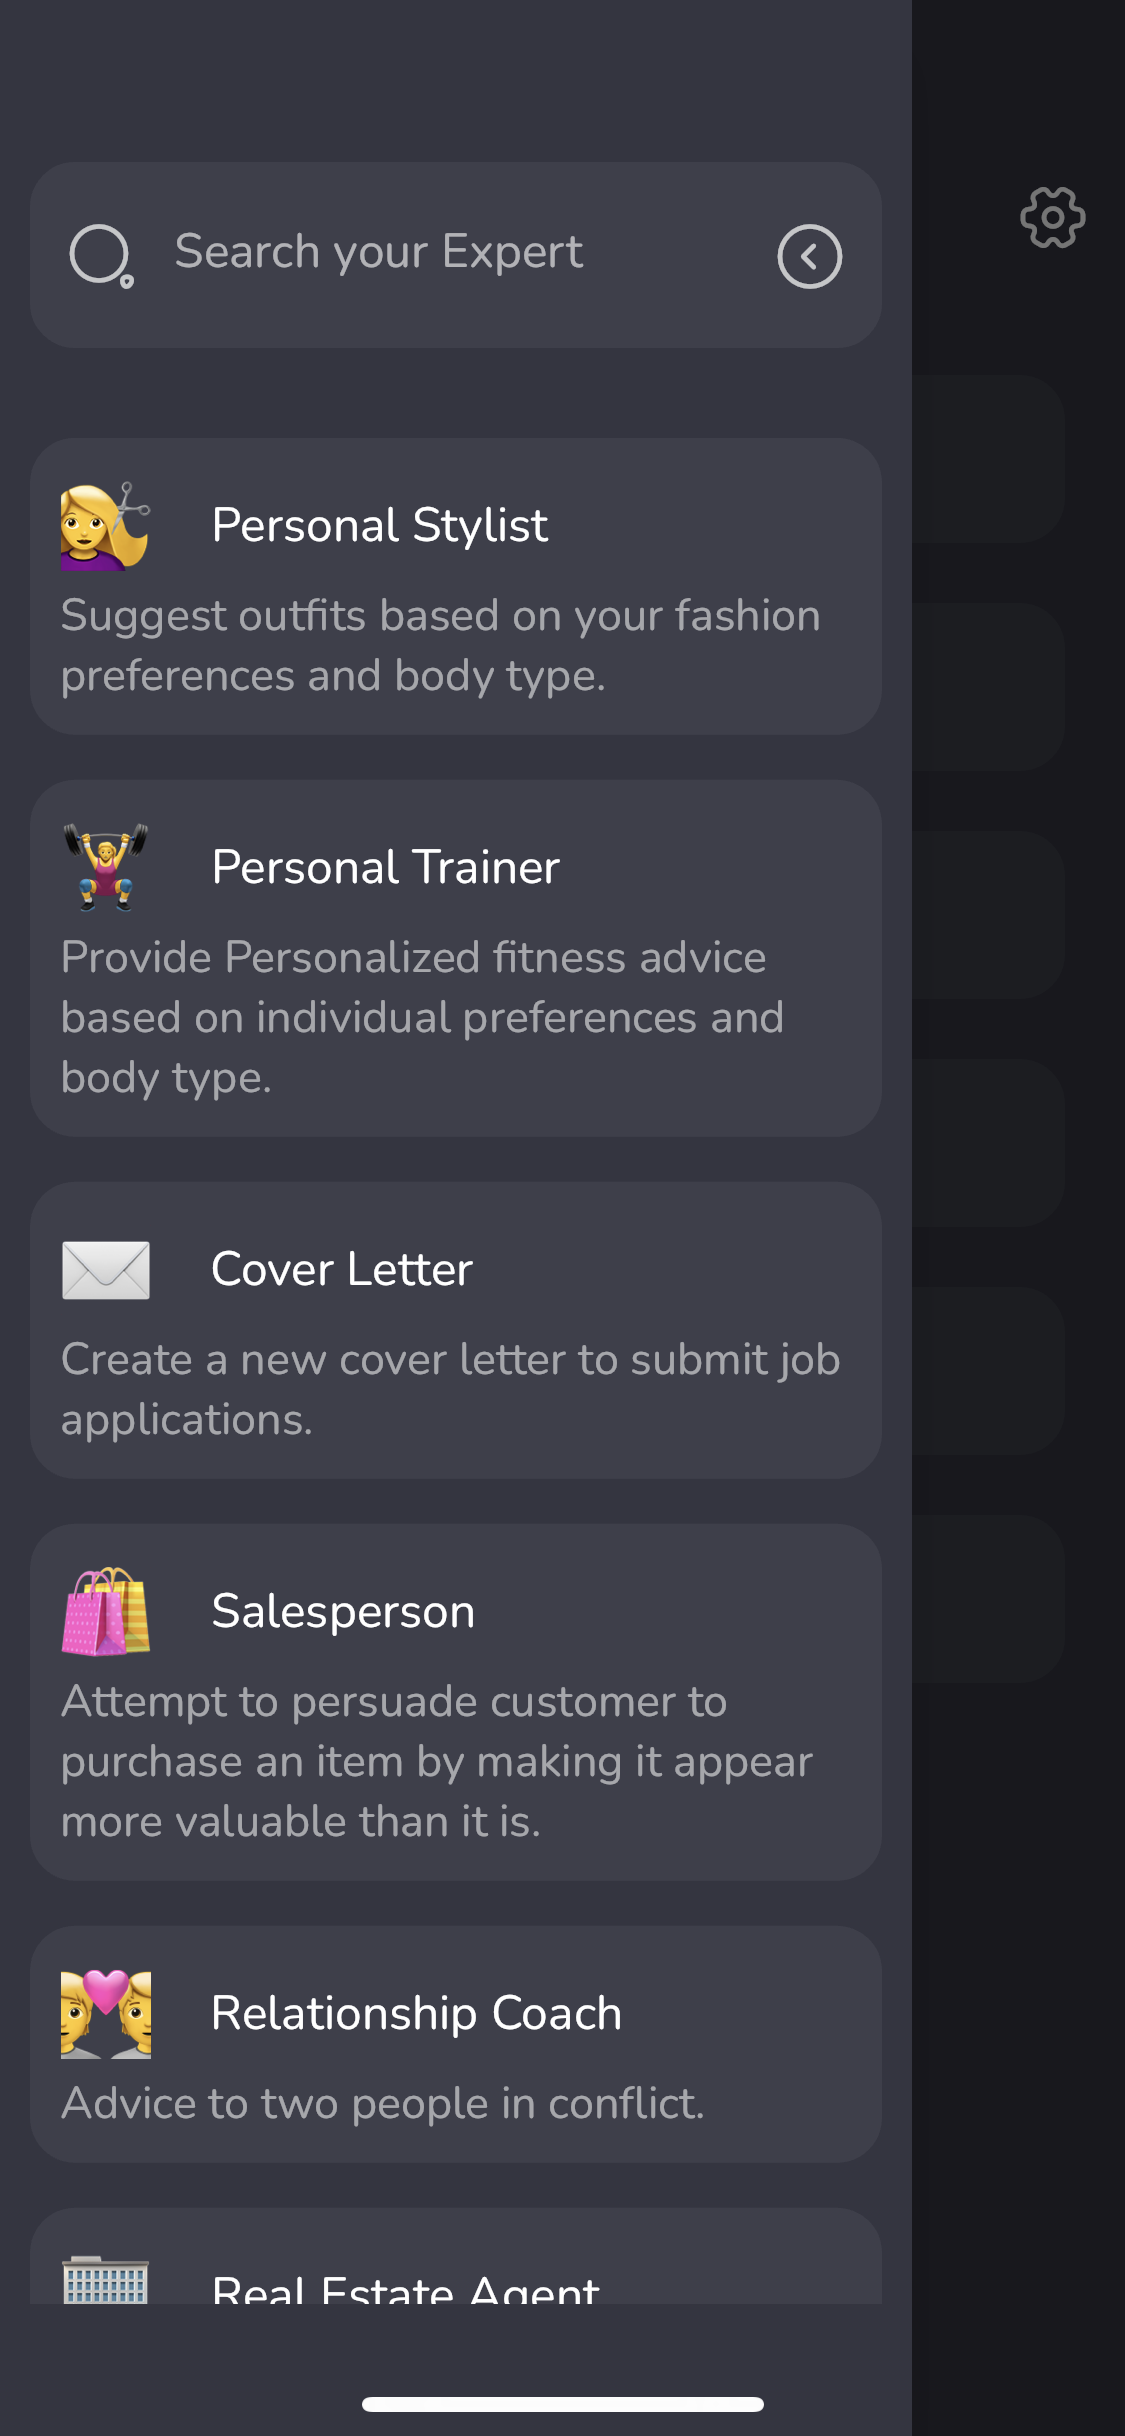 Search your Expert
Personal Stylist
Suggest outfits based on your fashion
preferences and body type.
Personal Trainer
Provide Personalized fitness advice
based on individual preferences and
body type.
Cover Letter
Create a new cover letter to submit job
applications.
Salesperson
Attempt to persuade customer to
purchase an item by making it appear
more valuable than it is.
Relationship Coach
Advice to two people in conflict.
Real Estate Agent